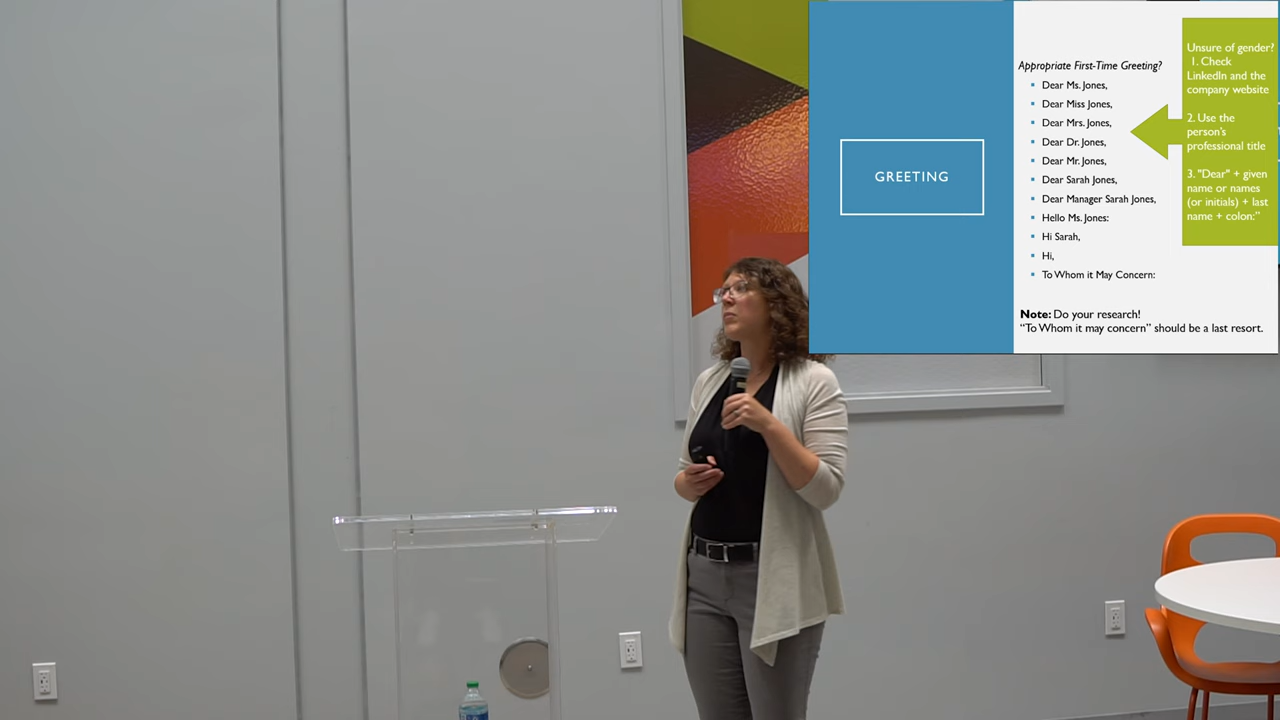 GREETING
Appropriate First-Time Greeting?
▪ Dear Ms. Jones,
▪ Dear Miss Jones,
▪ Dear Mrs. Jones,
▪ Dear Dr. Jones,
▪ Dear Mr. Jones,
▪ Dear Sarah Jones,
▪ Dear Manager Sarah Jones,
▪ Hello Ms. Jones:
▪ Hi Sarah,
▪ Hi,
▪ To Whom it May Concern:
Note: Do your research!
“To Whom it may concern” should be a last resort.
Unsure of gender?
1. Check
LinkedIn and the
company website
2. Use the
person’s
professional title
3. "Dear" + given
name or names
(or initials) + last
name + colon:”